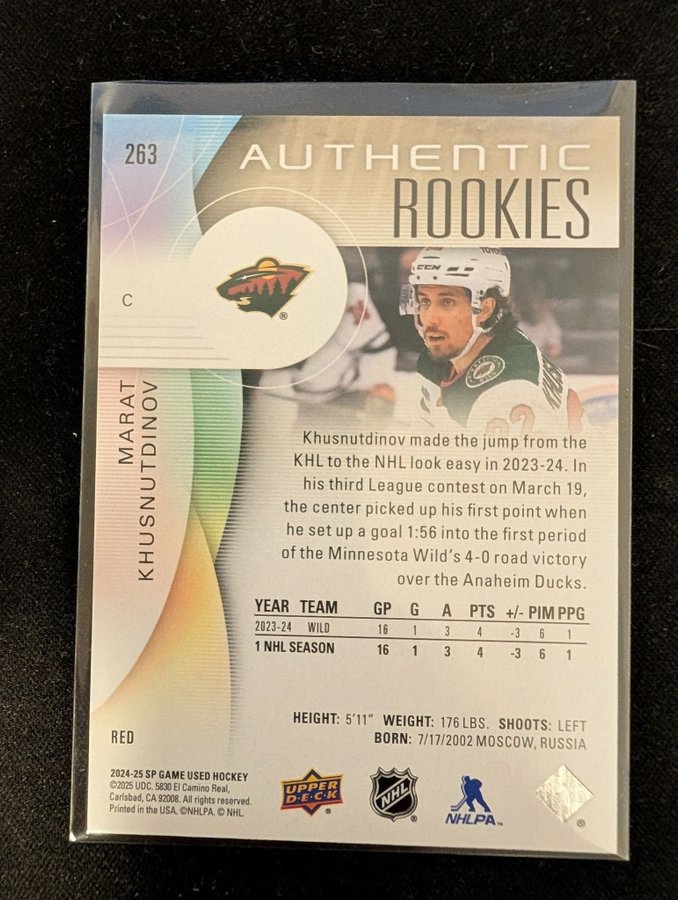 263
AUTHENTIC
ROOKIES
C
MARAT
KHUSNUTDINOV
CCM
Khusnutdinov made the jump from the
KHL to the NHL look easy in 2023-24. In
his third League contest on March 19,
the center picked up his first point when
he set up a goal 1:56 into the first period
of the Minnesota Wild's 4-0 road victory
over the Anaheim Ducks.
YEAR TEAM GP G A PTS +/- PIM PPG
2023-24 WILD 16 1 3 4 -3 6 1
1 NHL SEASON 16 1 3 4 -3 6 1
HEIGHT: 5'11" WEIGHT: 176 LBS. SHOOTS: LEFT
BORN: 7/17/2002 MOSCOW, RUSSIA
RED
2024-25 SP GAME USED HOCKEY
©2025 UDC. 5830 El Camino Real,
Carlsbad, CA 92008. All rights reserved.
Printed in the USA. ©NHLPA. © NHL.
UPPER
D·E·C·K
NHL
NHLPA